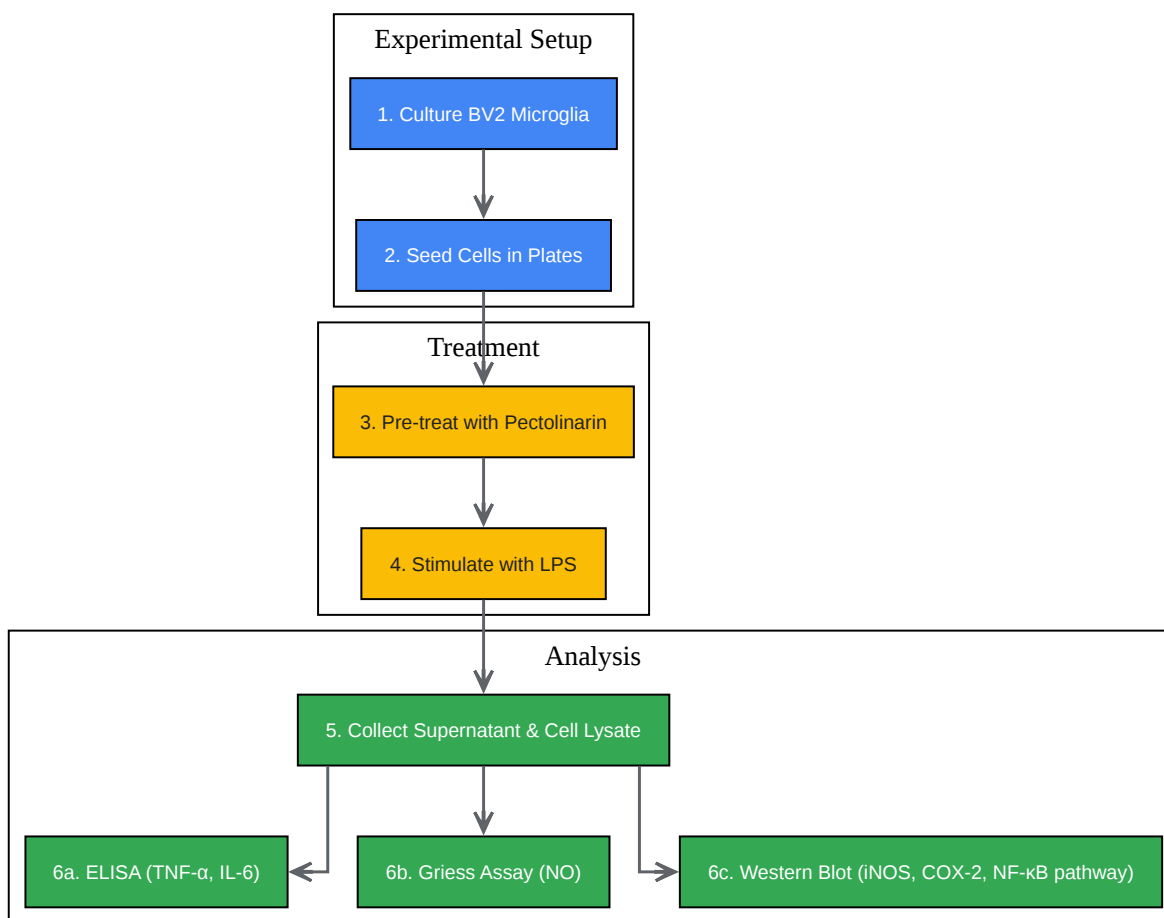 Experimental Setup
1. Culture BV2 Microglia
2. Seed Cells in Plates
Treatment
3. Pre-treat with Pectolinarin
4. Stimulate with LPS
Analysis
5. Collect Supernatant & Cell Lysate
6a. ELISA (TNF-α, IL-6)
6b. Griess Assay (NO)
6c. Western Blot (iNOS, COX-2, NF-κB pathway)